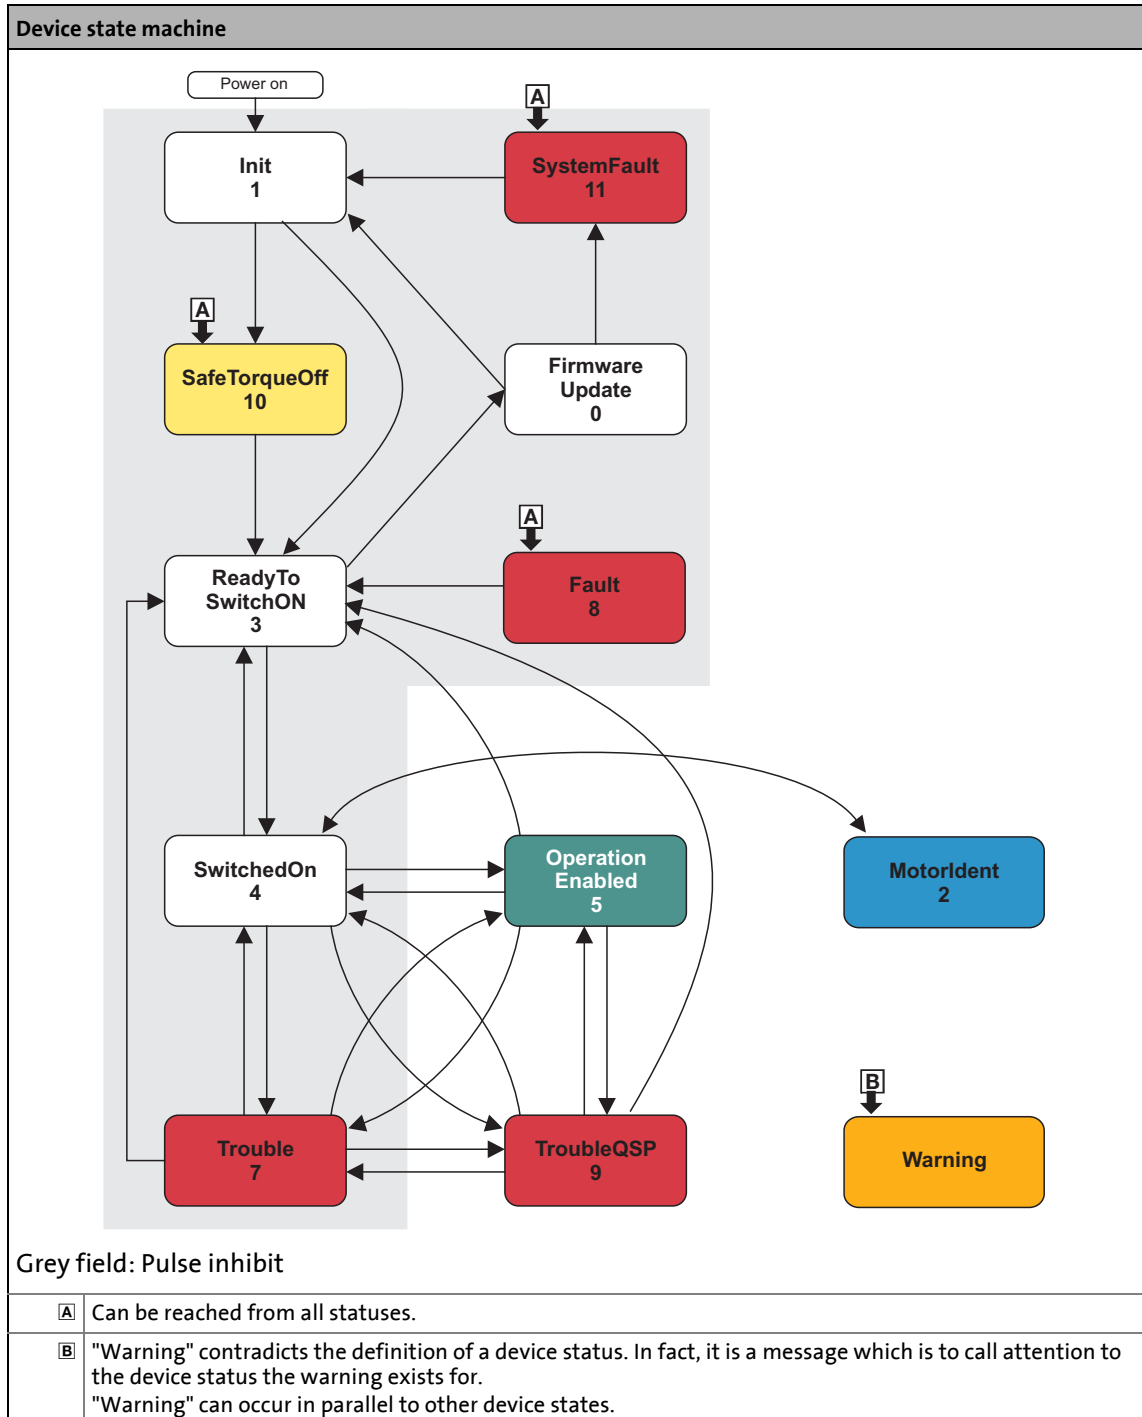 Device state machine
Power on
A
Init
1
SystemFault
11
A
SafeTorqueOff
10
Firmware
Update
0
A
ReadyTo
SwitchON
3
Fault
8
SwitchedOn
4
Operation
Enabled
5
MotorIdent
2
B
Trouble
7
TroubleQSP
9
Warning
Grey field: Pulse inhibit
A Can be reached from all statuses.
B "Warning" contradicts the definition of a device status. In fact, it is a message which is to call attention to
the device status the warning exists for.
"Warning" can occur in parallel to other device states.